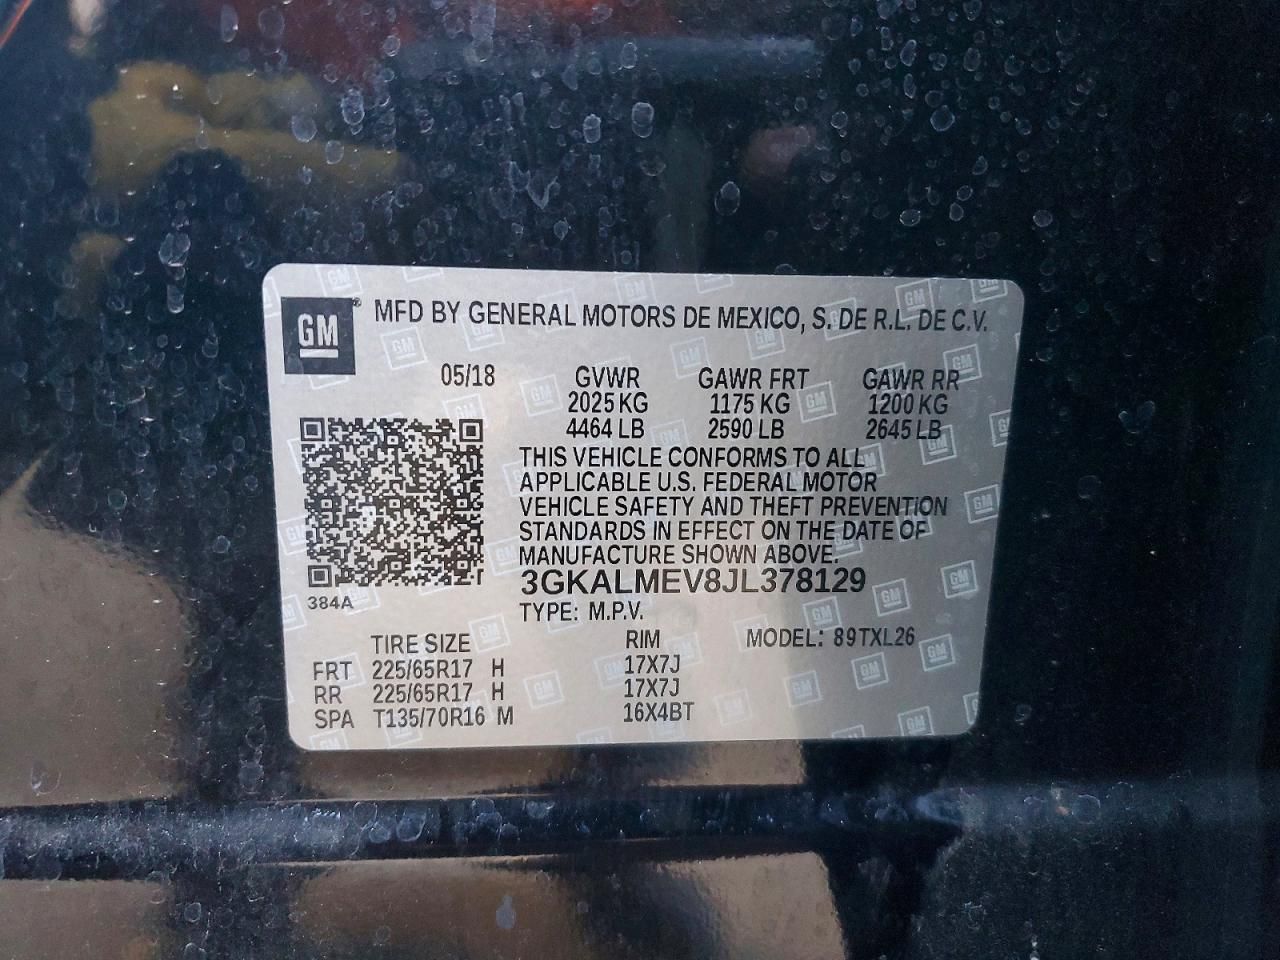 GM
MFD BY GENERAL MOTORS DE MEXICO, S. DE R.L. DE C.V.
05/18 GVWR GAWR FRT GAWR RR
2025 KG 1175 KG 1200 KG
4464 LB 2590 LB 2645 LB
THIS VEHICLE CONFORMS TO ALL
APPLICABLE U.S. FEDERAL MOTOR
VEHICLE SAFETY AND THEFT PREVENTION
STANDARDS IN EFFECT ON THE DATE OF
MANUFACTURE SHOWN ABOVE.
3GKALMEV8JL378129
384A
TYPE: M.P.V.
TIRE SIZE RIM MODEL: 89TXL26
FRT 225/65R17 H 17X7J
RR 225/65R17 H 17X7J
SPA T135/70R16 M 16X4BT